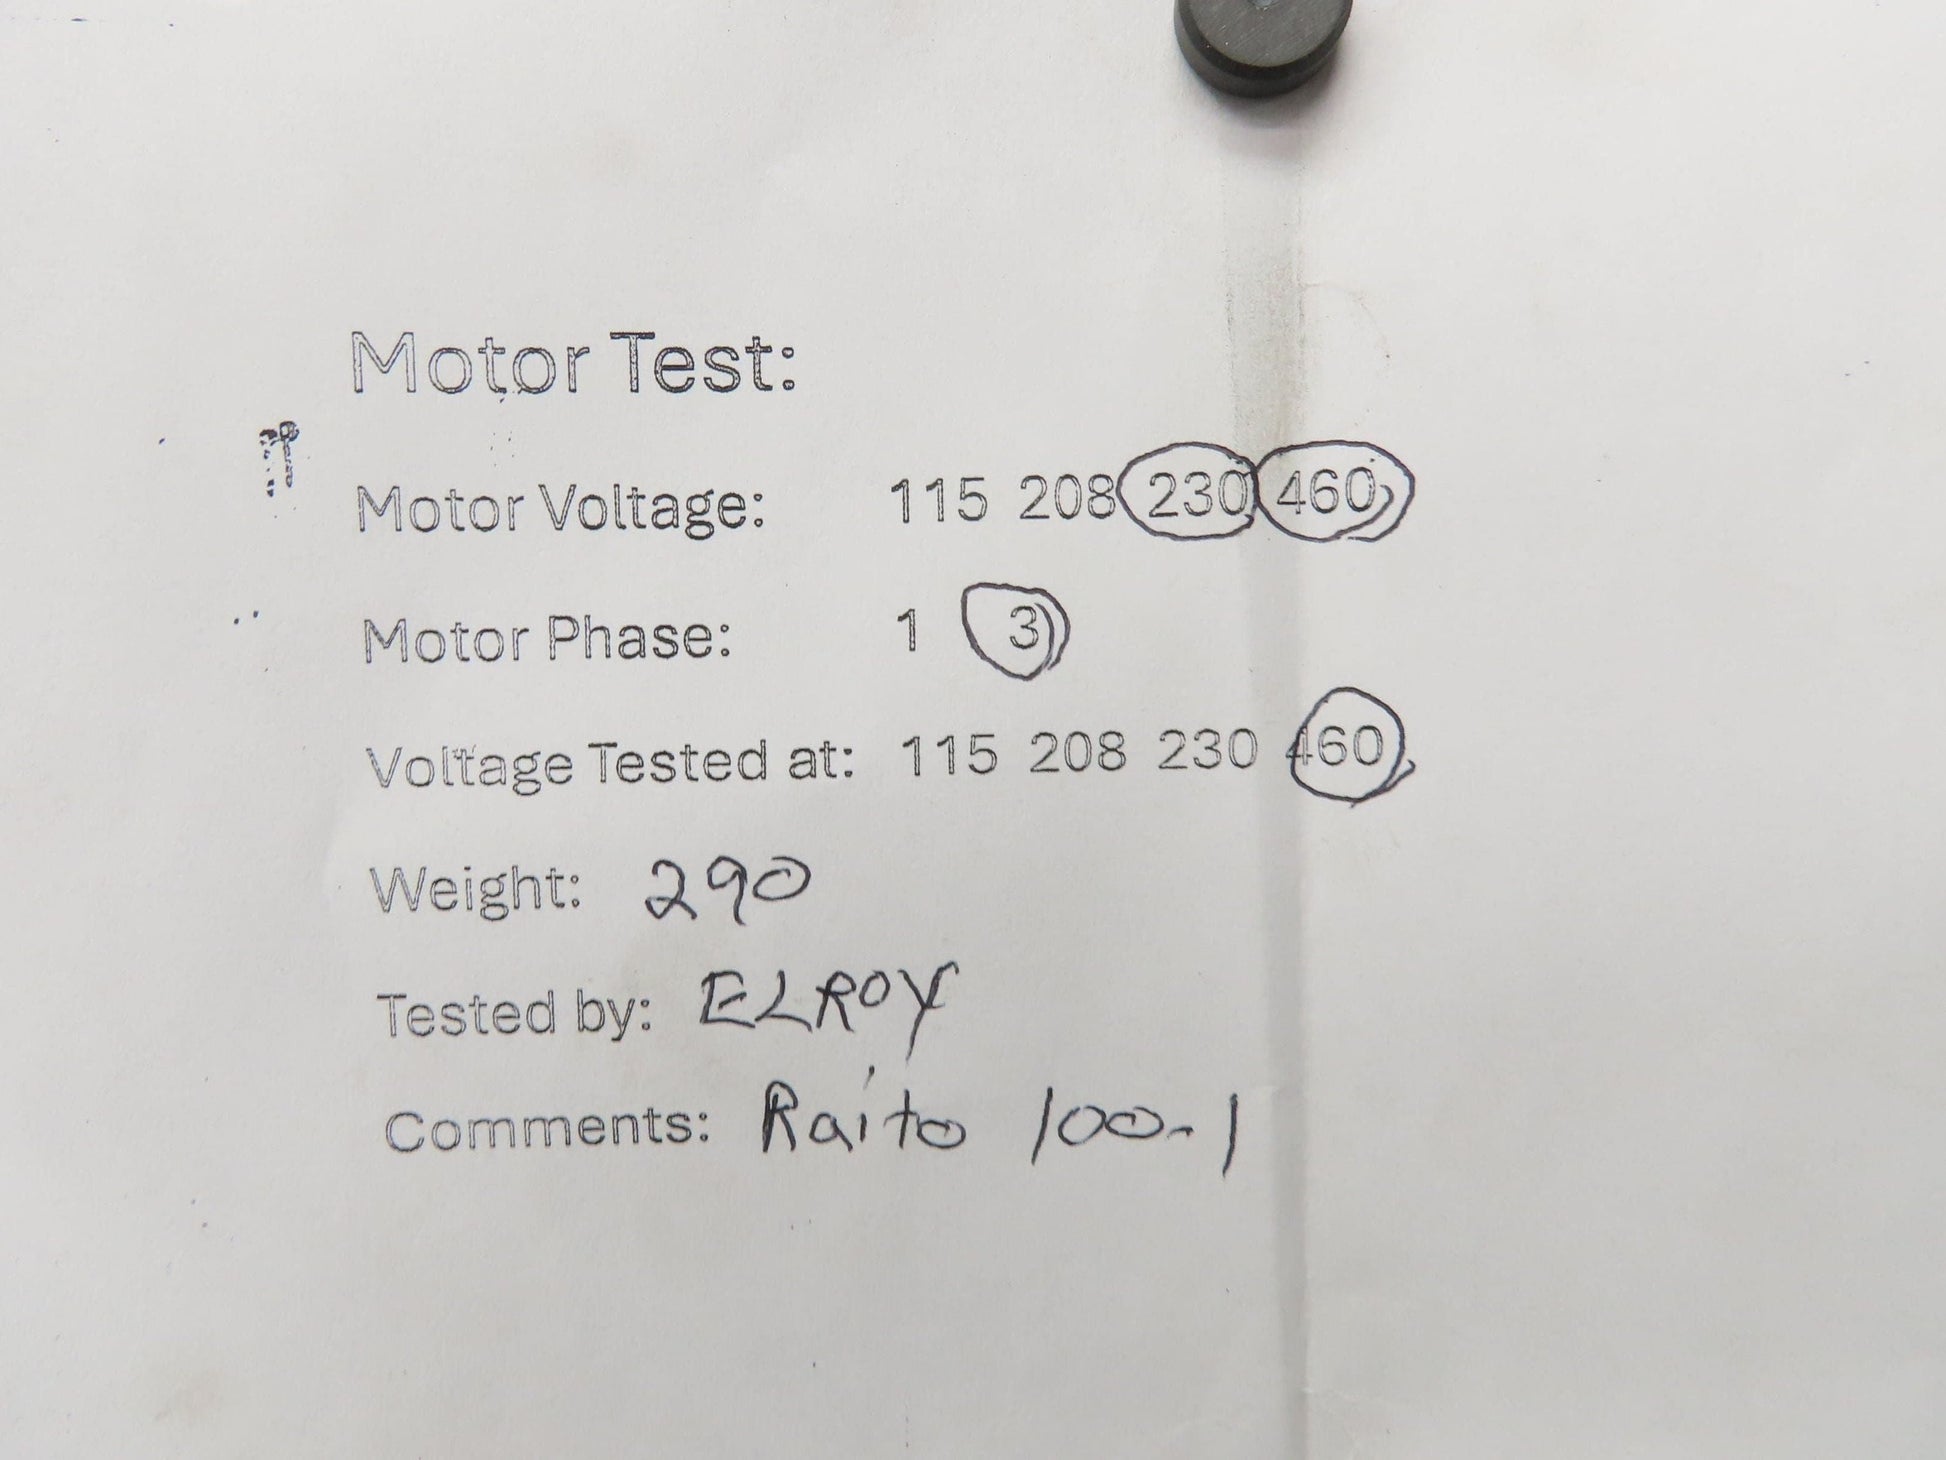 Motor Test:
Motor Voltage: 115 208 230 460
Motor Phase: 1 3
Voltage Tested at: 115 208 230 460
Weight: 290
Tested by: ELROY
Comments: Raito 100-1